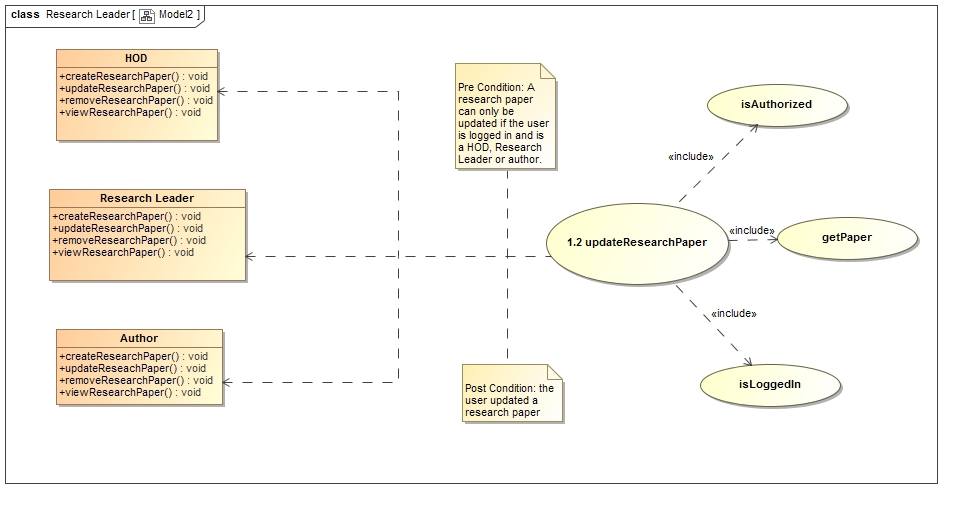 class Research Leader [ Model2 ]
HOD
+createResearchPaper() : void
+updateResearchPaper() : void
+removeResearchPaper() : void
+viewResearchPaper() : void
Research Leader
+createResearchPaper() : void
+updateResearchPaper() : void
+removeResearchPaper() : void
+viewResearchPaper() : void
Author
+createResearchPaper() : void
+updateResearchPaper() : void
+removeResearchPaper() : void
+viewResearchPaper() : void
Pre Condition: A
research paper
can only be
updated if the user
is logged in and is
a HOD, Research
Leader or author.
Post Condition: the
user updated a
research paper
1.2 updateResearchPaper
«include»
isAuthorized
«include»
getPaper
«include»
isLoggedIn